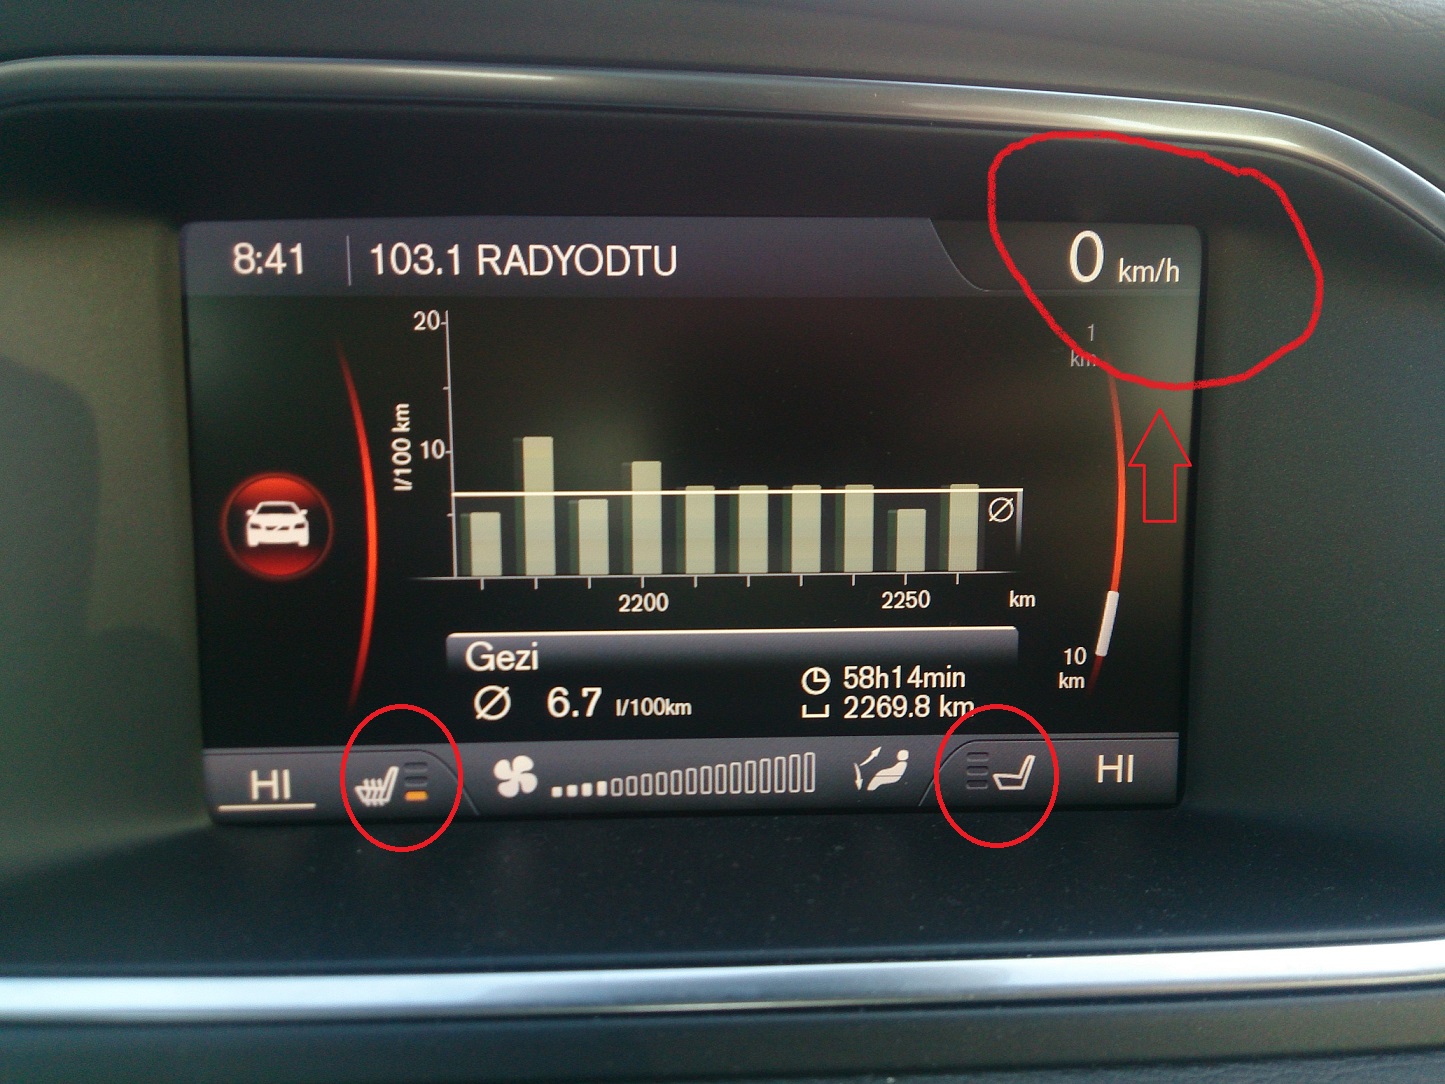 8:41 103.1 RADYODTU 0 km/h
20
1 km
l/100 km
10
2200 2250 km
Gezi
10 km
Ø 6.7 l/100km
58h14min
2269.8 km
HI HI